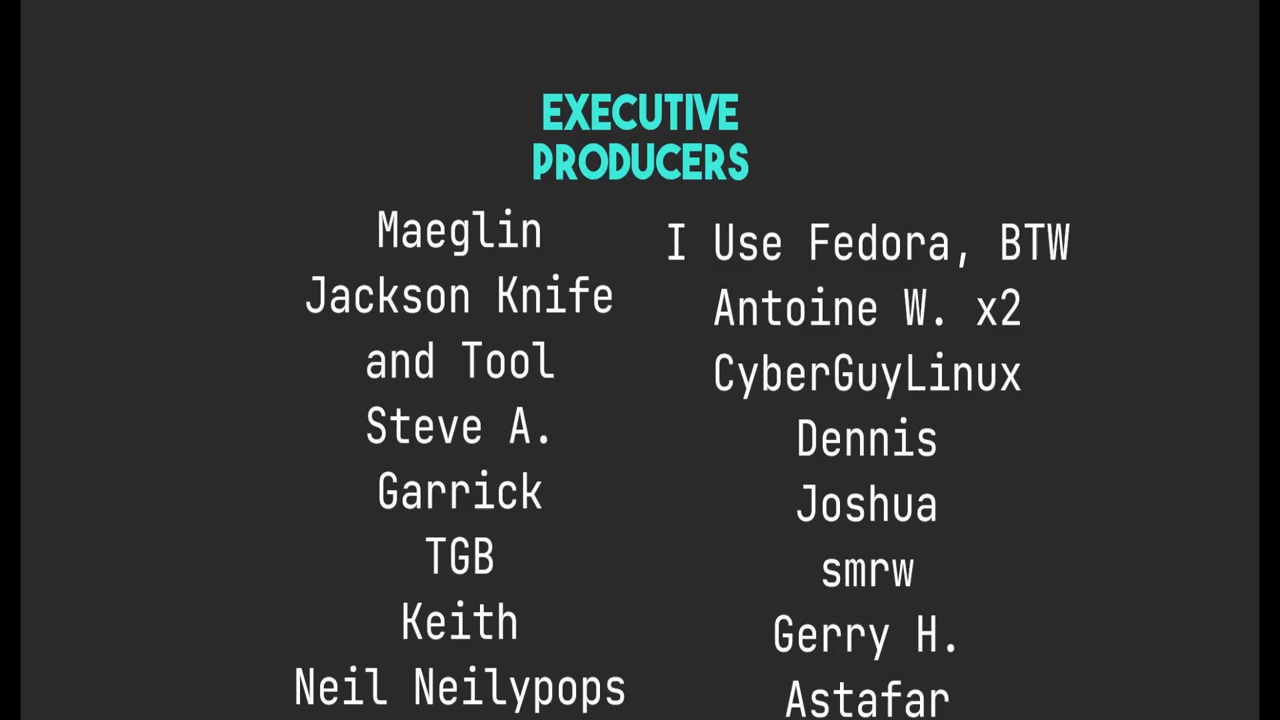 EXECUTIVE
PRODUCERS
Maeglin
Jackson Knife
and Tool
Steve A.
Garrick
TGB
Keith
Neil Neilypops
I Use Fedora, BTW
Antoine W. x2
CyberGuyLinux
Dennis
Joshua
smrw
Gerry H.
Astafar